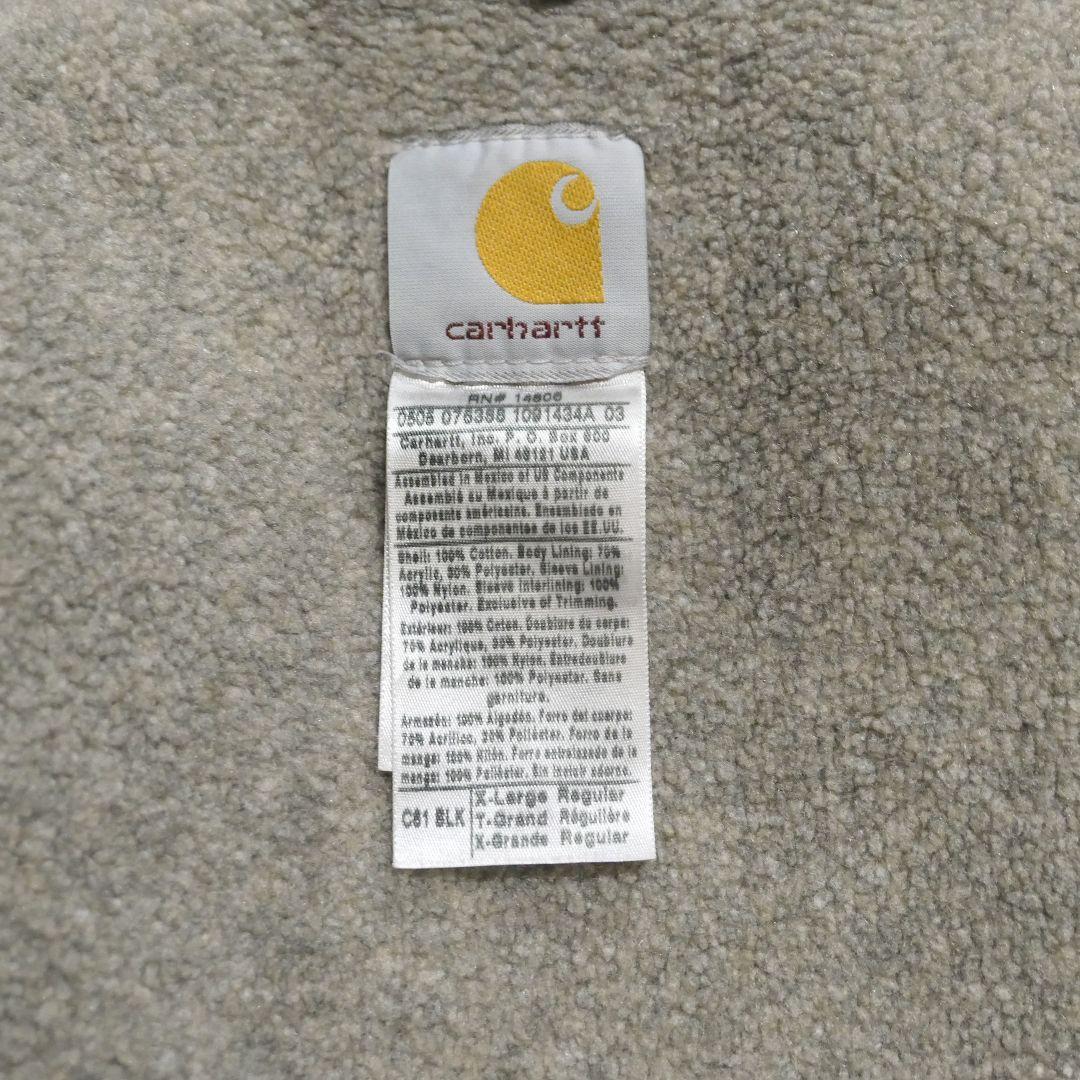 carhartt
RN# 14806
0505 076388 1091434A 03
Carhartt, Inc. P. O. Box 600
Dearborn, MI 48121 USA
Assembled in Mexico of US Components
Assemblé au Mexique à partir de
composants américains. Ensamblado en
México de componentes de los EE.UU.
Shell: 100% Cotton. Body Lining: 70%
Acrylic, 30% Polyester. Sleeve Lining:
100% Nylon. Sleeve Interlining: 100%
Polyester. Exclusive of Trimming.
Extérieur: 100% Coton. Doublure du corps:
70% Acrylique, 30% Polyester. Doublure
de la manche: 100% Nylon. Entredoublure
de la manche: 100% Polyester. Sans
garniture.
Armazón: 100% Algodón. Forro del cuerpo:
70% Acrílico, 30% Poliéster. Forro de la
manga: 100% Nilón. Forro entrelazado de la
manga: 100% Poliéster. Sin incluir adorno.
C61 BLK
X-Large Regular
T-Grand Régulière
X-Grande Regular